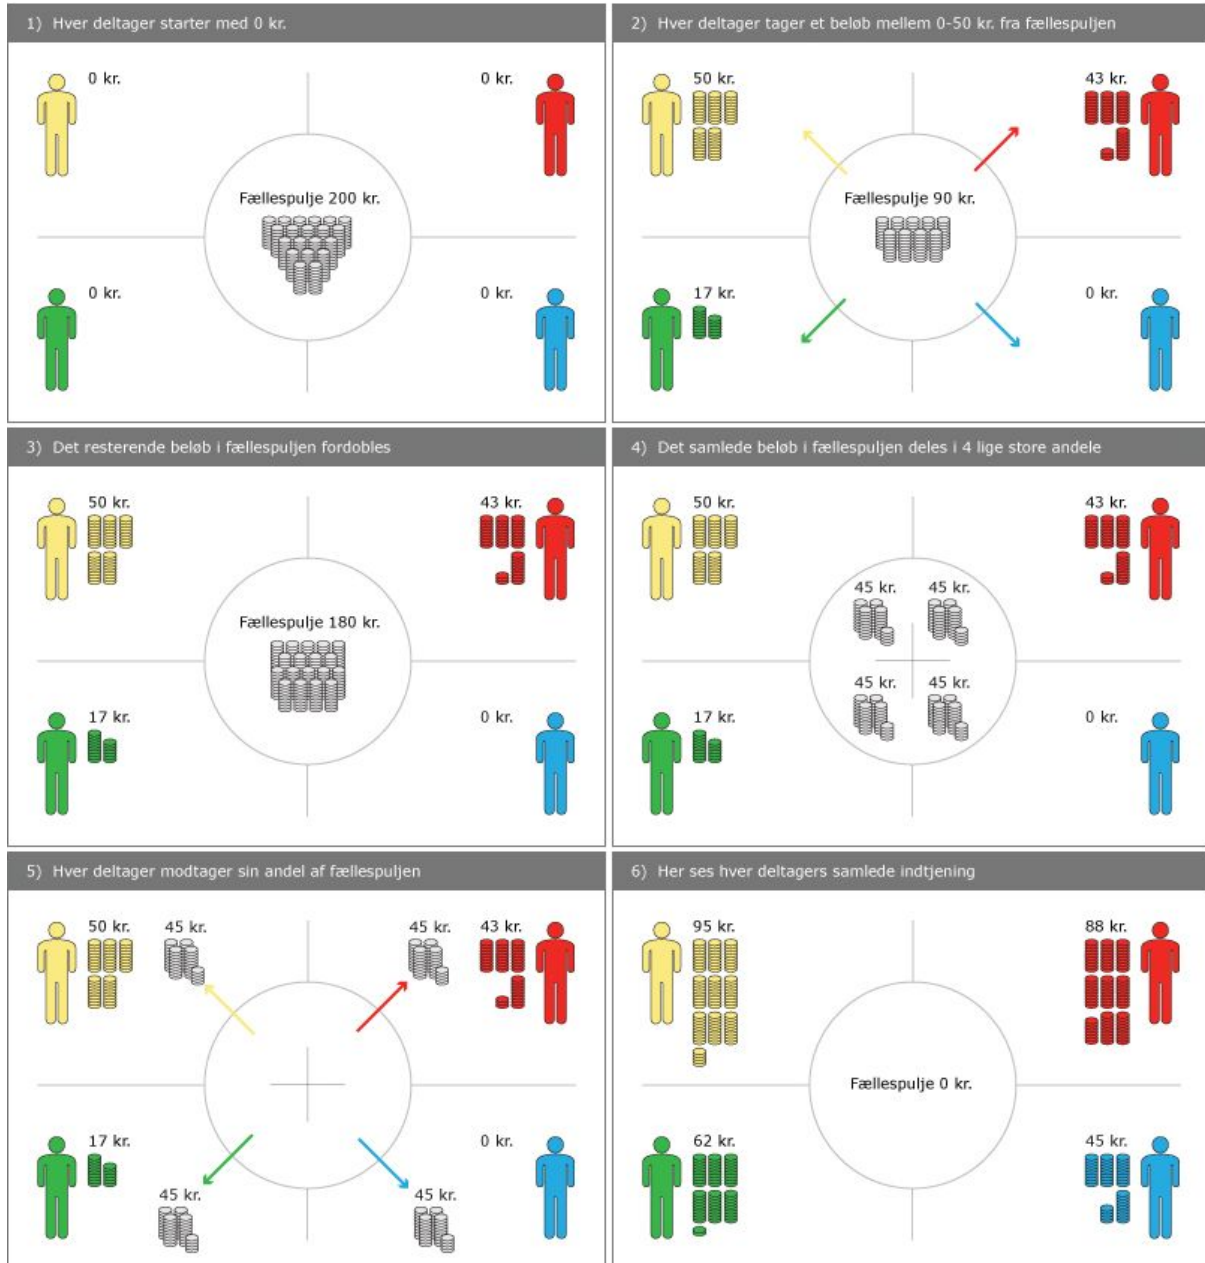 1) Hver deltager starter med 0 kr.
0 kr.
0 kr.
Fællespulje 200 kr.
0 kr.
0 kr.
2) Hver deltager tager et beløb mellem 0-50 kr. fra fællespuljen
50 kr.
43 kr.
Fællespulje 90 kr.
17 kr.
0 kr.
3) Det resterende beløb i fællespuljen fordobles
50 kr.
43 kr.
Fællespulje 180 kr.
17 kr.
0 kr.
4) Det samlede beløb i fællespuljen deles i 4 lige store andele
50 kr.
43 kr.
45 kr.
45 kr.
45 kr.
45 kr.
17 kr.
0 kr.
5) Hver deltager modtager sin andel af fællespuljen
50 kr.
45 kr.
45 kr.
43 kr.
17 kr.
0 kr.
45 kr.
45 kr.
6) Her ses hver deltagers samlede indtjening
95 kr.
88 kr.
Fællespulje 0 kr.
62 kr.
45 kr.